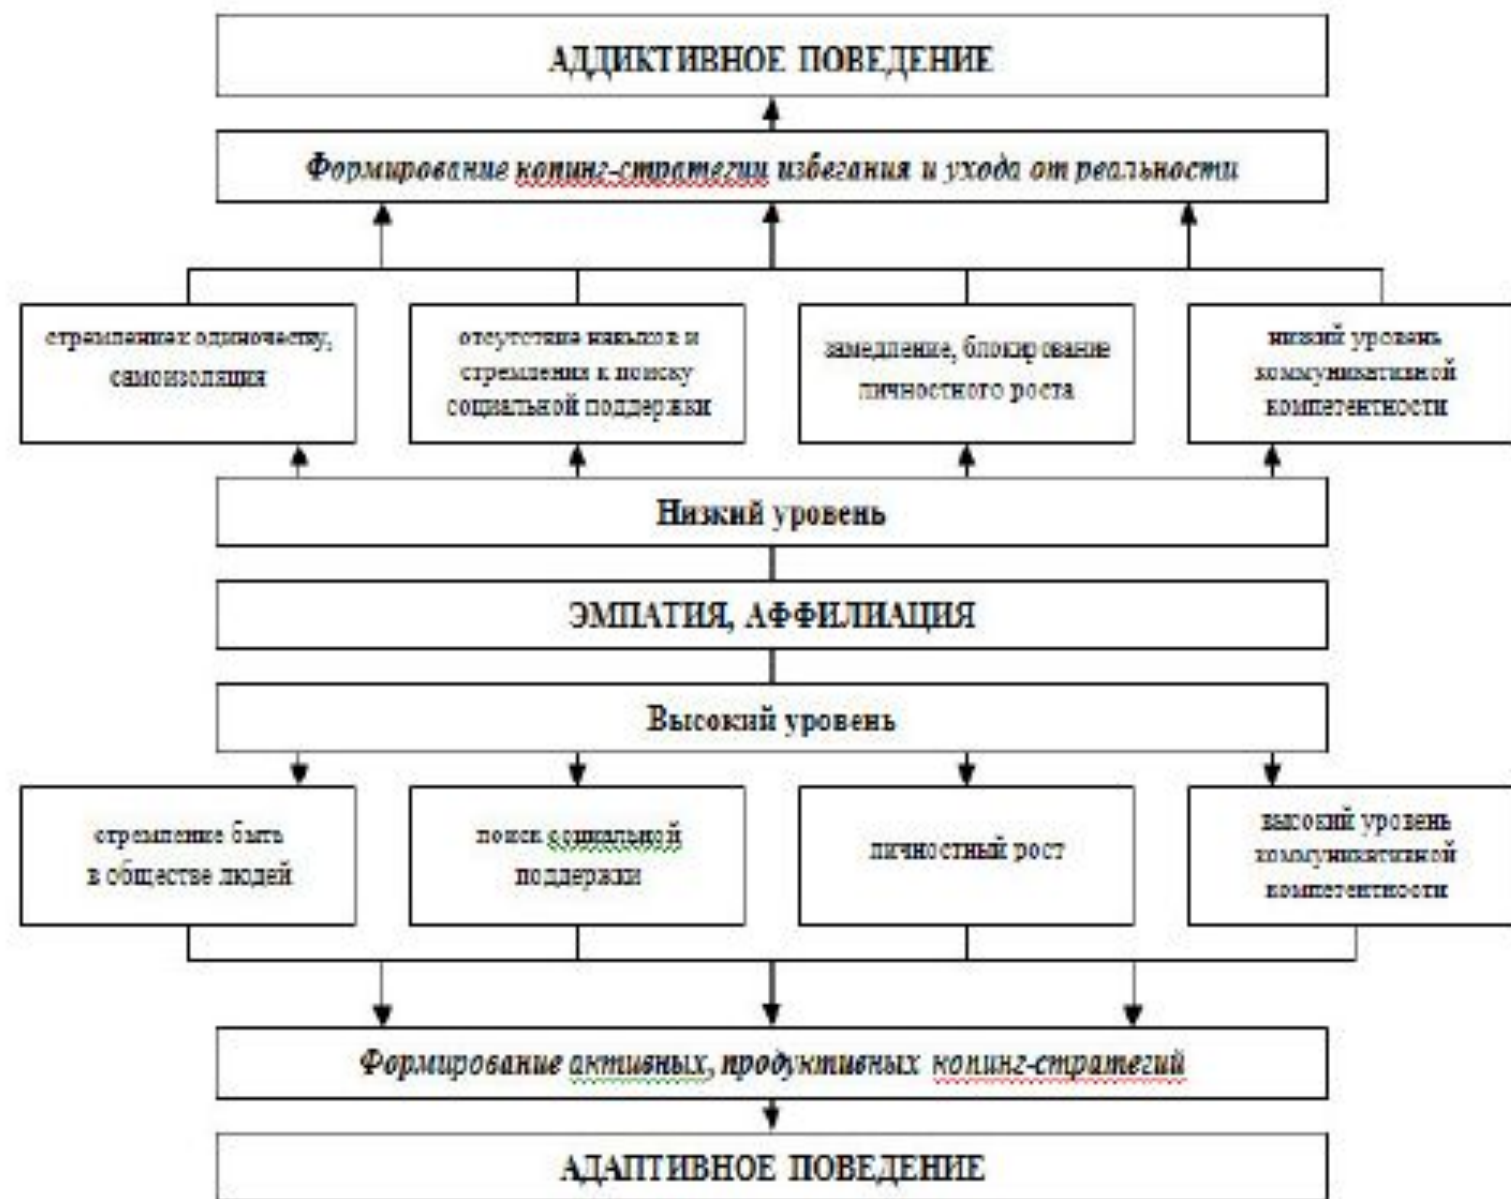 АДДИКТИВНОЕ ПОВЕДЕНИЕ
Формирование копинг-стратегии избегания и ухода от реальности
стремление к одиночеству,
самоизоляция
отсутствие навыков и
стремления к поиску
социальной поддержки
замедление, блокирование
личностного роста
низкий уровень
коммуникативной
компетентности
Низкий уровень
ЭМПАТИЯ, АФФИЛИАЦИЯ
Высокий уровень
стремление быть
в обществе людей
поиск социальной
поддержки
личностный рост
высокий уровень
коммуникативной
компетентности
Формирование активных, продуктивных копинг-стратегий
АДАПТИВНОЕ ПОВЕДЕНИЕ